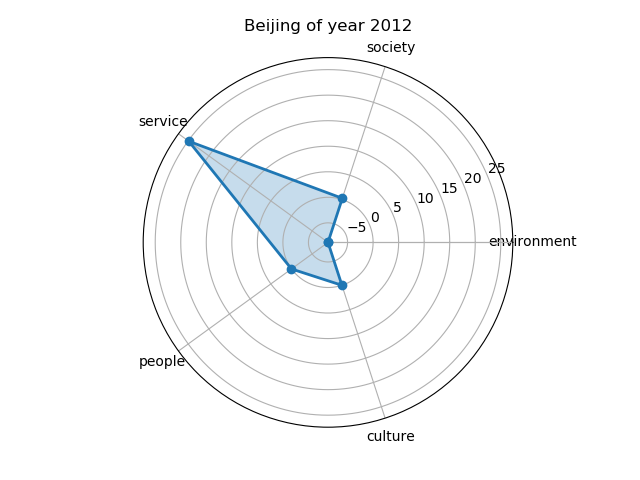 Beijing of year 2012
society
service
25
20
15
10
5
0
−5
environment
people
culture